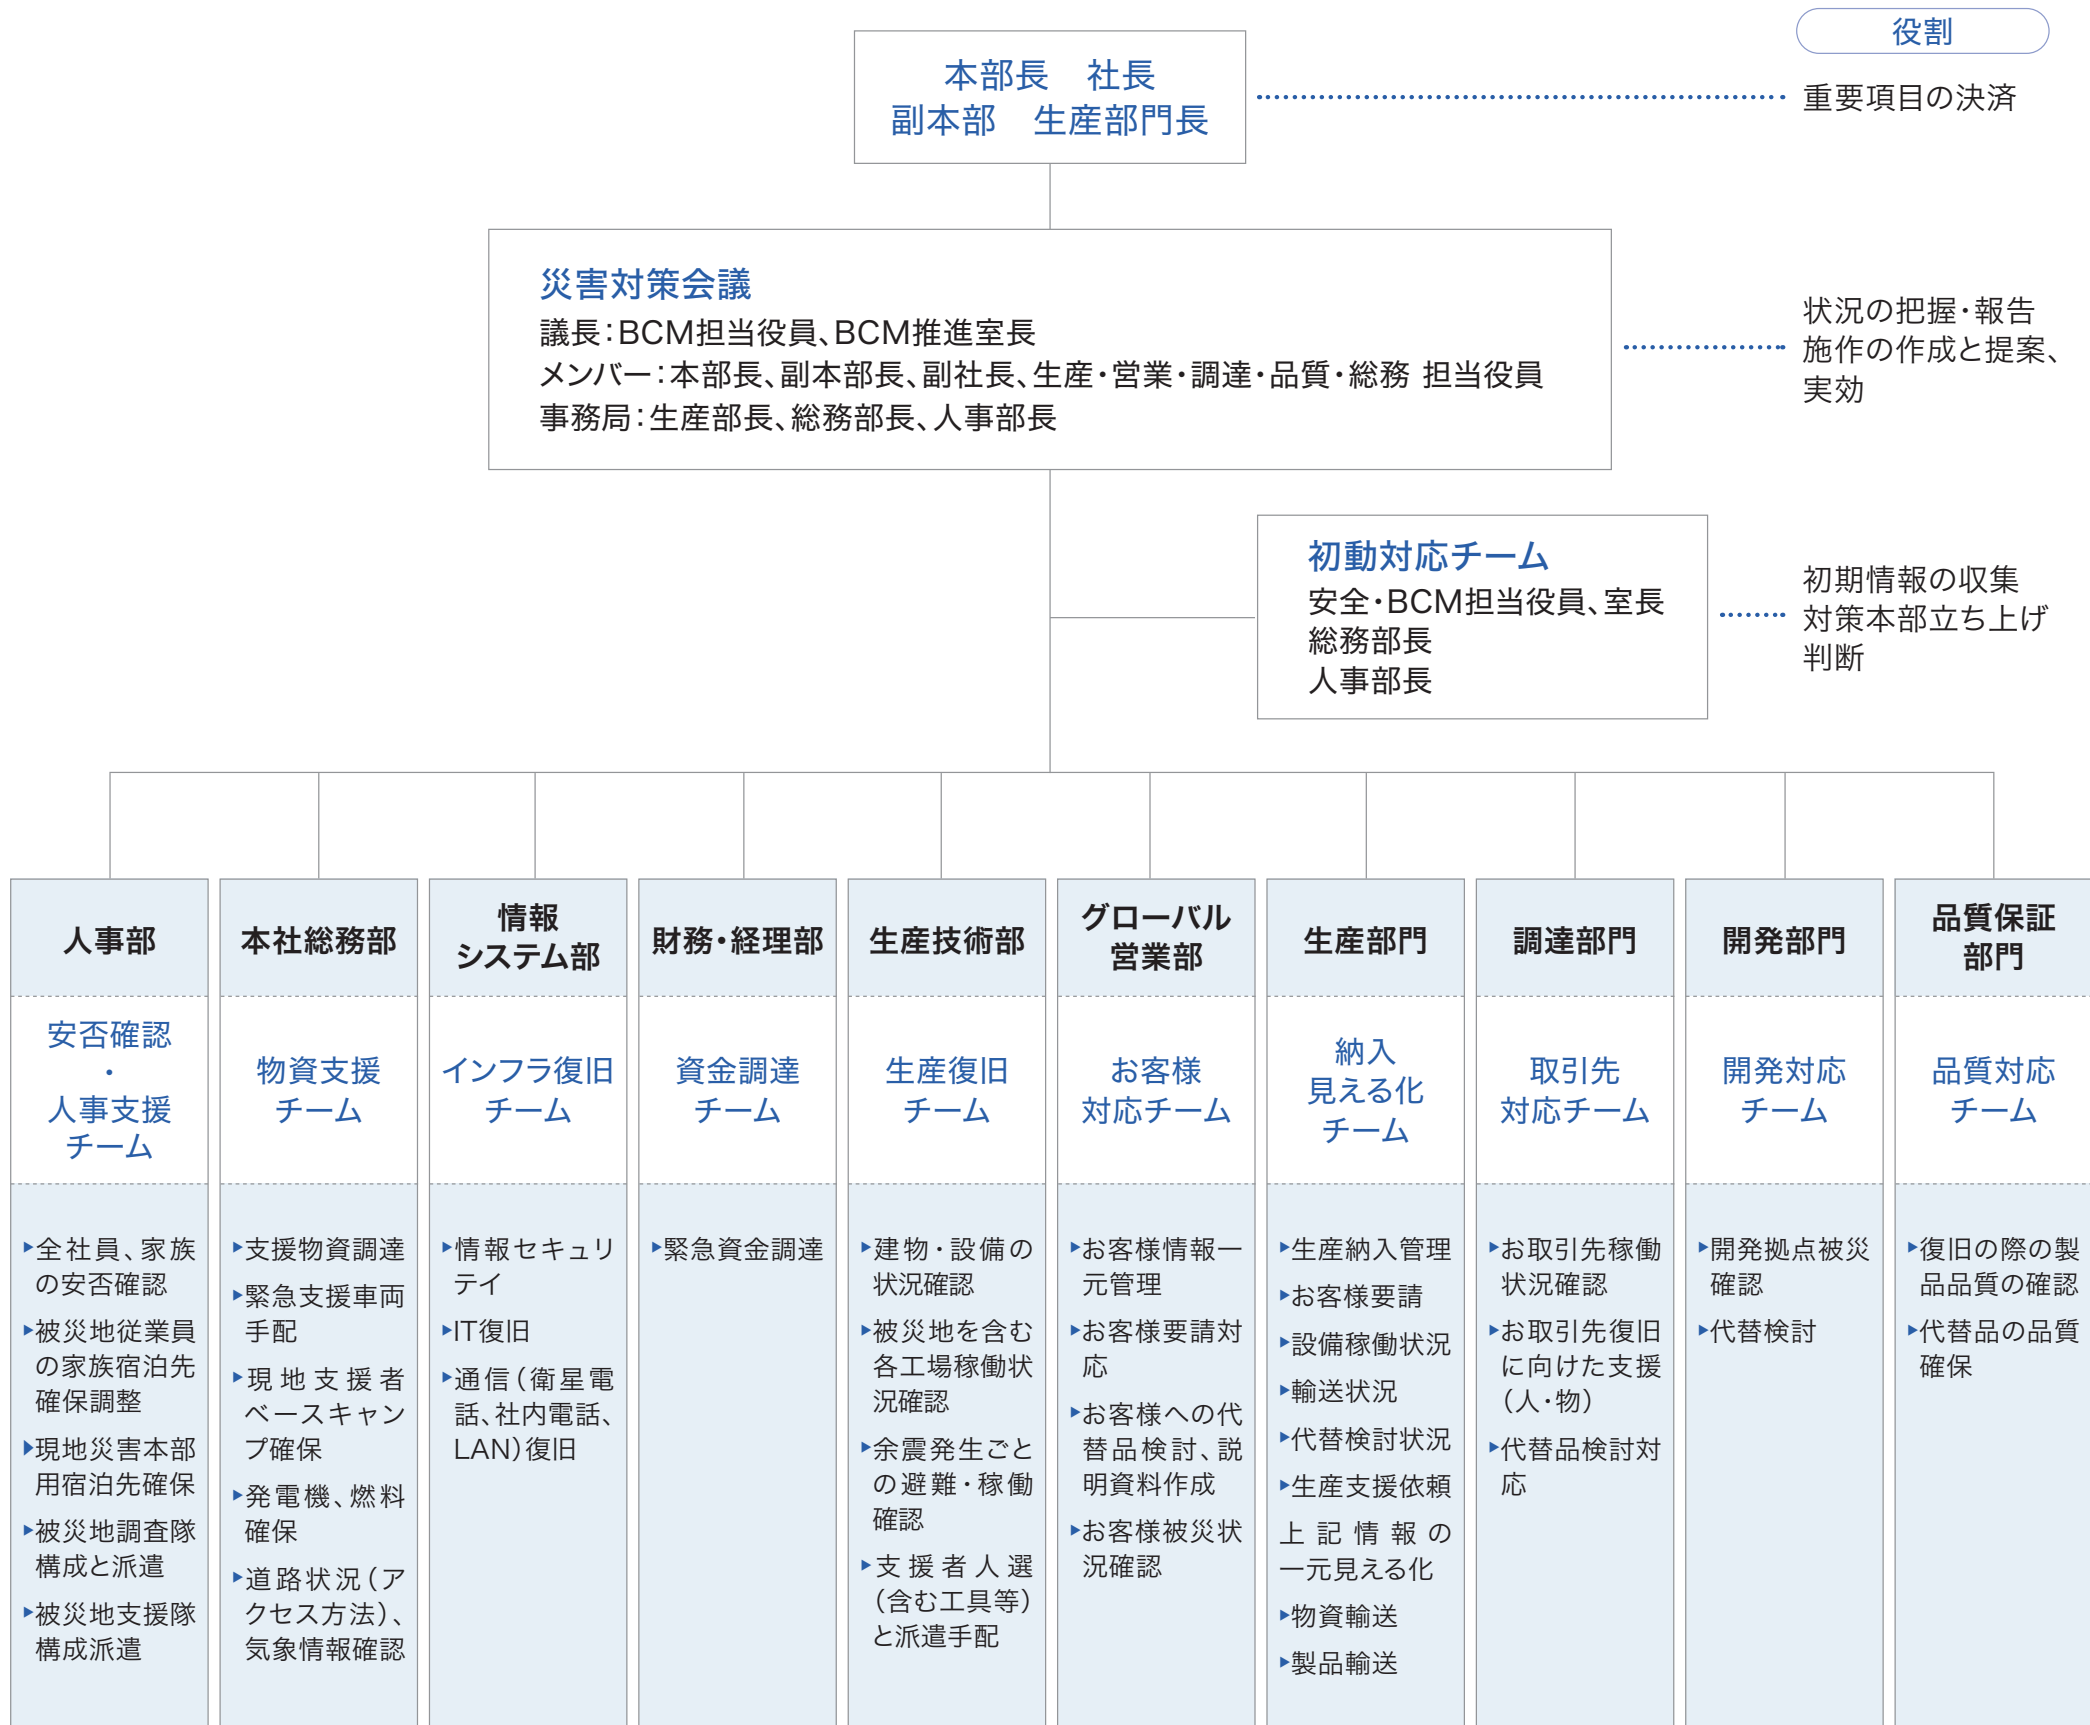 役割
本部長　社長
副本部　生産部門長
重要項目の決済
災害対策会議
議長：BCM担当役員、BCM推進室長
メンバー：本部長、副本部長、副社長、生産・営業・調達・品質・総務 担当役員
事務局：生産部長、総務部長、人事部長
状況の把握・報告
施作の作成と提案、
実効
初動対応チーム
安全・BCM担当役員、室長
総務部長
人事部長
初期情報の収集
対策本部立ち上げ
判断
人事部
安否確認
・
人事支援
チーム
▶全社員、家族
の安否確認
▶被災地従業員
の家族宿泊先
確保調整
▶現地災害本部
用宿泊先確保
▶被災地調査隊
構成と派遣
▶被災地支援隊
構成派遣
本社総務部
物資支援
チーム
▶支援物資調達
▶緊急支援車両
手配
▶現地支援者
ベースキャン
プ確保
▶発電機、燃料
確保
▶道路状況（ア
クセス方法）、
気象情報確認
情報
システム部
インフラ復旧
チーム
▶情報セキュリ
テイ
▶IT復旧
▶通信（衛星電
話、社内電話、
LAN）復旧
財務・経理部
資金調達
チーム
▶緊急資金調達
生産技術部
生産復旧
チーム
▶建物・設備の
状況確認
▶被災地を含む
各工場稼働状
況確認
▶余震発生ごと
の避難・稼働
確認
▶支援者人選
（含む工具等）
と派遣手配
グローバル
営業部
お客様
対応チーム
▶お客様情報一
元管理
▶お客様要請対
応
▶お客様への代
替品検討、説
明資料作成
▶お客様被災状
況確認
生産部門
納入
見える化
チーム
▶生産納入管理
▶お客様要請
▶設備稼働状況
▶輸送状況
▶代替検討状況
▶生産支援依頼
上記情報の
一元見える化
▶物資輸送
▶製品輸送
調達部門
取引先
対応チーム
▶お取引先稼働
状況確認
▶お取引先復旧
に向けた支援
（人・物）
▶代替品検討対
応
開発部門
開発対応
チーム
▶開発拠点被災
確認
▶代替検討
品質保証
部門
品質対応
チーム
▶復旧の際の製
品品質の確認
▶代替品の品質
確保